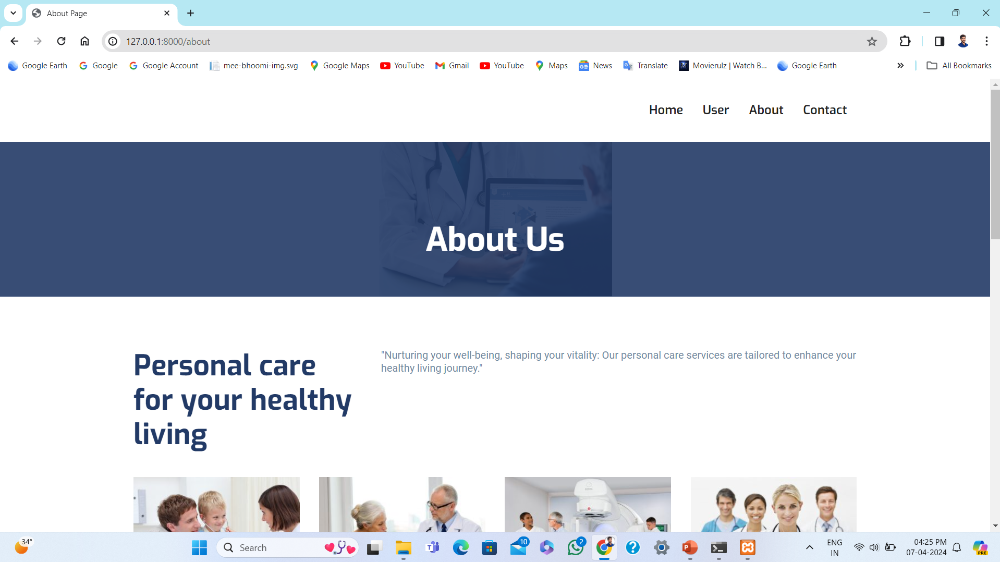 About Page
127.0.0.1:8000/about
Google Earth Google Google Account mee-bhoomi-img.svg Google Maps YouTube Gmail YouTube Maps News Translate Movierulz | Watch B... Google Earth All Bookmarks
Home User About Contact
About Us
Personal care
for your healthy
living
"Nurturing your well-being, shaping your vitality: Our personal care services are tailored to enhance your
healthy living journey."
34°
Search
10
2
ENG
IN
04:25 PM
07-04-2024
PRE